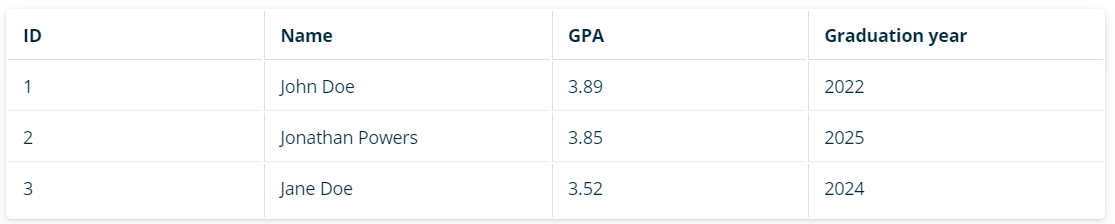 ID Name GPA Graduation year
1 John Doe 3.89 2022
2 Jonathan Powers 3.85 2025
3 Jane Doe 3.52 2024